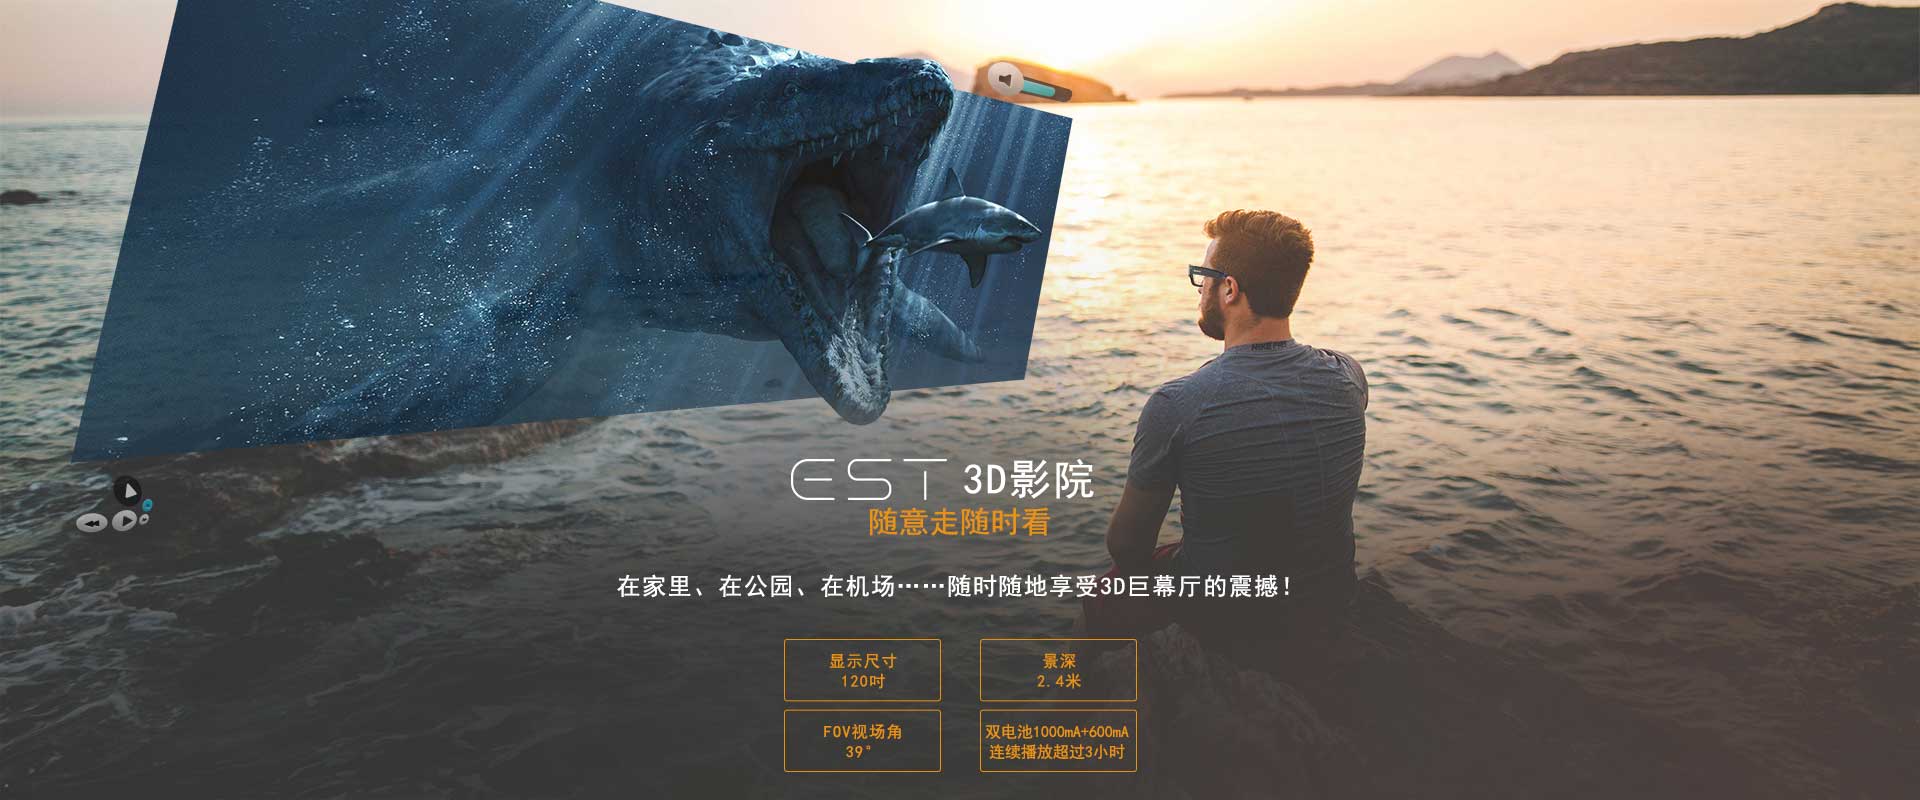 EST 3D影院
随意走随时看
在家里、在公园、在机场……随时随地享受3D巨幕厅的震撼！
显示尺寸
120吋
景深
2.4米
FOV视场角
39°
双电池1000mA+600mA
连续播放超过3小时